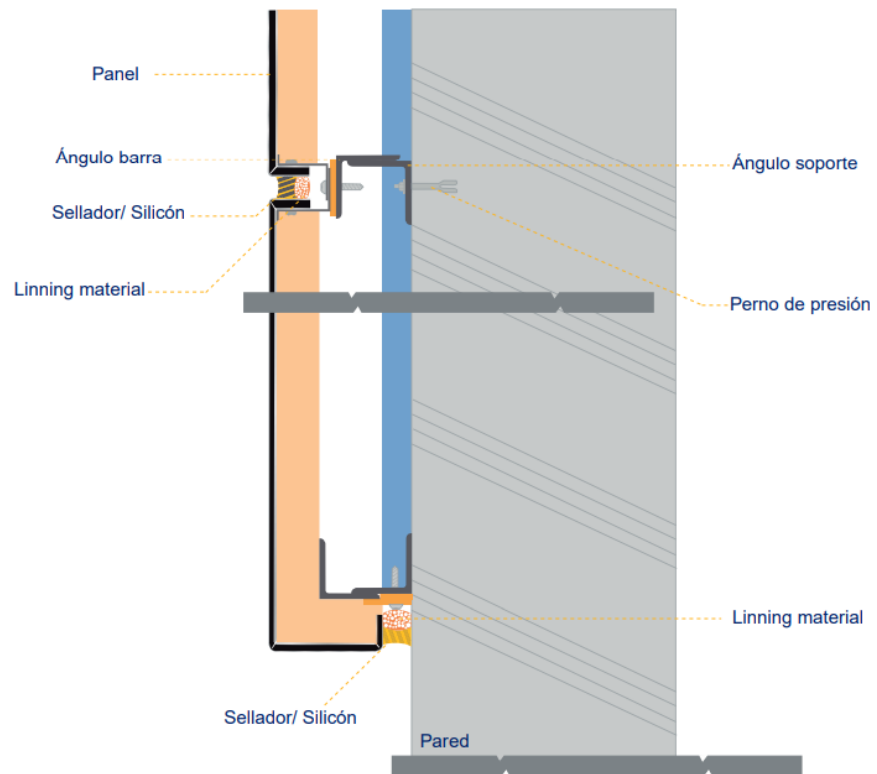 Panel
Ángulo barra
Ángulo soporte
Sellador/ Silicón
Linning material
Perno de presión
Linning material
Sellador/ Silicón
Pared